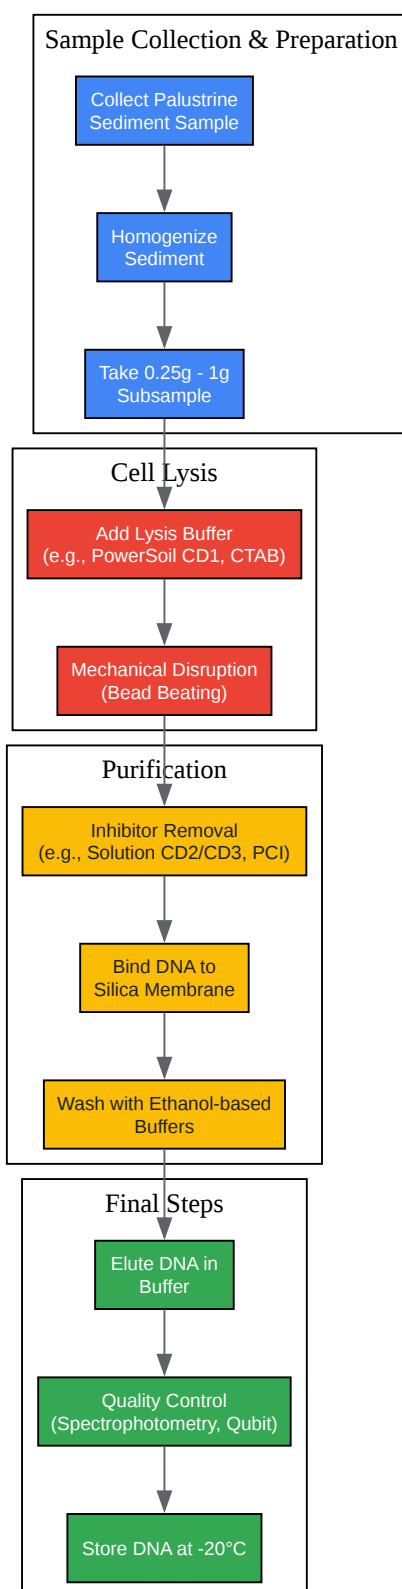 Sample Collection & Preparation
Collect Palustrine
Sediment Sample
Homogenize
Sediment
Take 0.25g - 1g
Subsample
Cell Lysis
Add Lysis Buffer
(e.g., PowerSoil CD1, CTAB)
Mechanical Disruption
(Bead Beating)
Purification
Inhibitor Removal
(e.g., Solution CD2/CD3, PCI)
Bind DNA to
Silica Membrane
Wash with Ethanol-based
Buffers
Final Steps
Elute DNA in
Buffer
Quality Control
(Spectrophotometry, Qubit)
Store DNA at -20°C